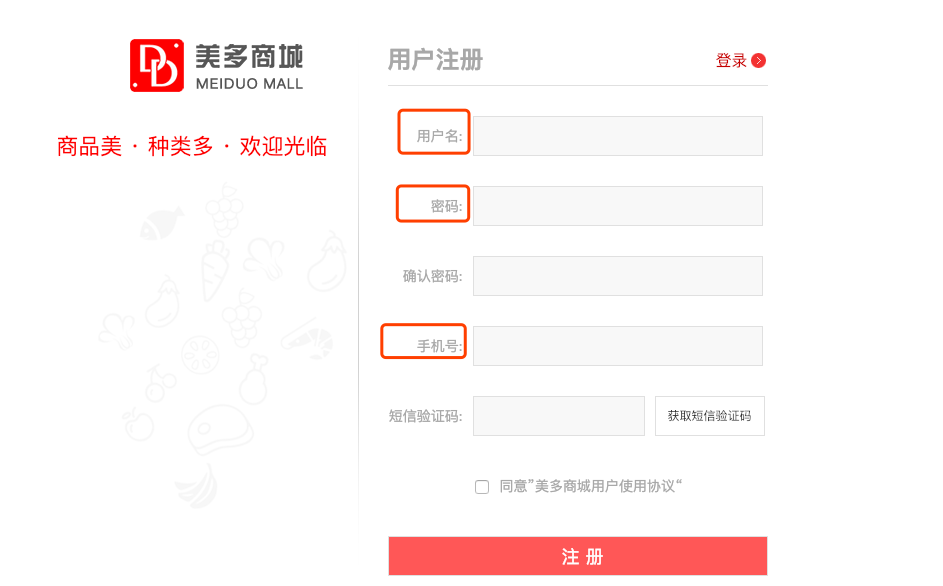 美多商城
MEIDUO MALL
商品美 · 种类多 · 欢迎光临
用户注册
登录
用户名:
密码:
确认密码:
手机号:
短信验证码:
获取短信验证码
同意”美多商城用户使用协议“
注 册